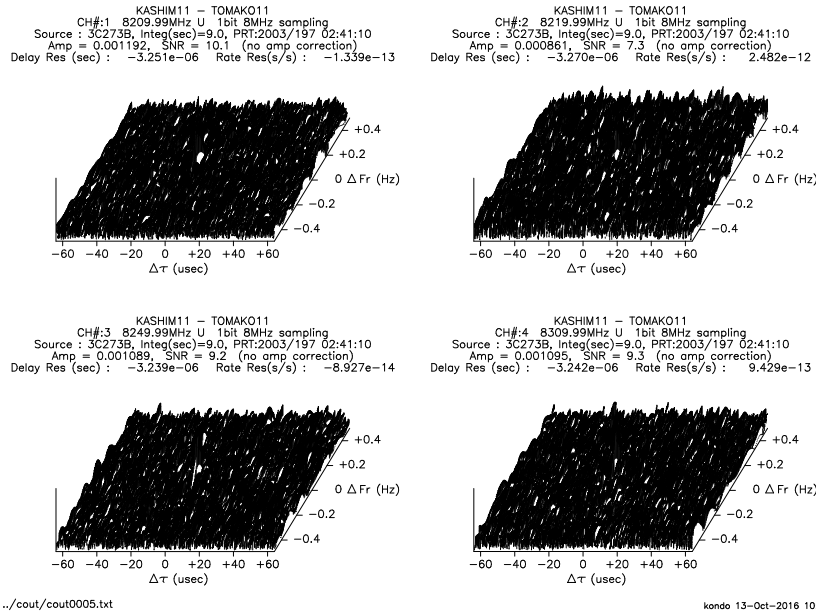 KASHIM11 − TOMAKO11
CH#:1 8209.99MHz U 1bit 8MHz sampling
Source : 3C273B, Integ(sec)=9.0, PRT:2003/197 02:41:10
Amp = 0.001192, SNR = 10.1 (no amp correction)
Delay Res (sec) : −3.251e−06 Rate Res(s/s) : −1.339e−13
+0.4
+0.2
0 Δ Fr (Hz)
−0.2
−0.4
−60 −40 −20 0 +20 +40 +60
Δτ (usec)
KASHIM11 − TOMAKO11
CH#:2 8219.99MHz U 1bit 8MHz sampling
Source : 3C273B, Integ(sec)=9.0, PRT:2003/197 02:41:10
Amp = 0.000861, SNR = 7.3 (no amp correction)
Delay Res (sec) : −3.270e−06 Rate Res(s/s) : 2.482e−12
+0.4
+0.2
0 Δ Fr (Hz)
−0.2
−0.4
−60 −40 −20 0 +20 +40 +60
Δτ (usec)
KASHIM11 − TOMAKO11
CH#:3 8249.99MHz U 1bit 8MHz sampling
Source : 3C273B, Integ(sec)=9.0, PRT:2003/197 02:41:10
Amp = 0.001089, SNR = 9.2 (no amp correction)
Delay Res (sec) : −3.239e−06 Rate Res(s/s) : −8.927e−14
+0.4
+0.2
0 Δ Fr (Hz)
−0.2
−0.4
−60 −40 −20 0 +20 +40 +60
Δτ (usec)
KASHIM11 − TOMAKO11
CH#:4 8309.99MHz U 1bit 8MHz sampling
Source : 3C273B, Integ(sec)=9.0, PRT:2003/197 02:41:10
Amp = 0.001095, SNR = 9.3 (no amp correction)
Delay Res (sec) : −3.242e−06 Rate Res(s/s) : 9.429e−13
+0.4
+0.2
0 Δ Fr (Hz)
−0.2
−0.4
−60 −40 −20 0 +20 +40 +60
Δτ (usec)
../cout/cout0005.txt
kondo 13−Oct−2016 10